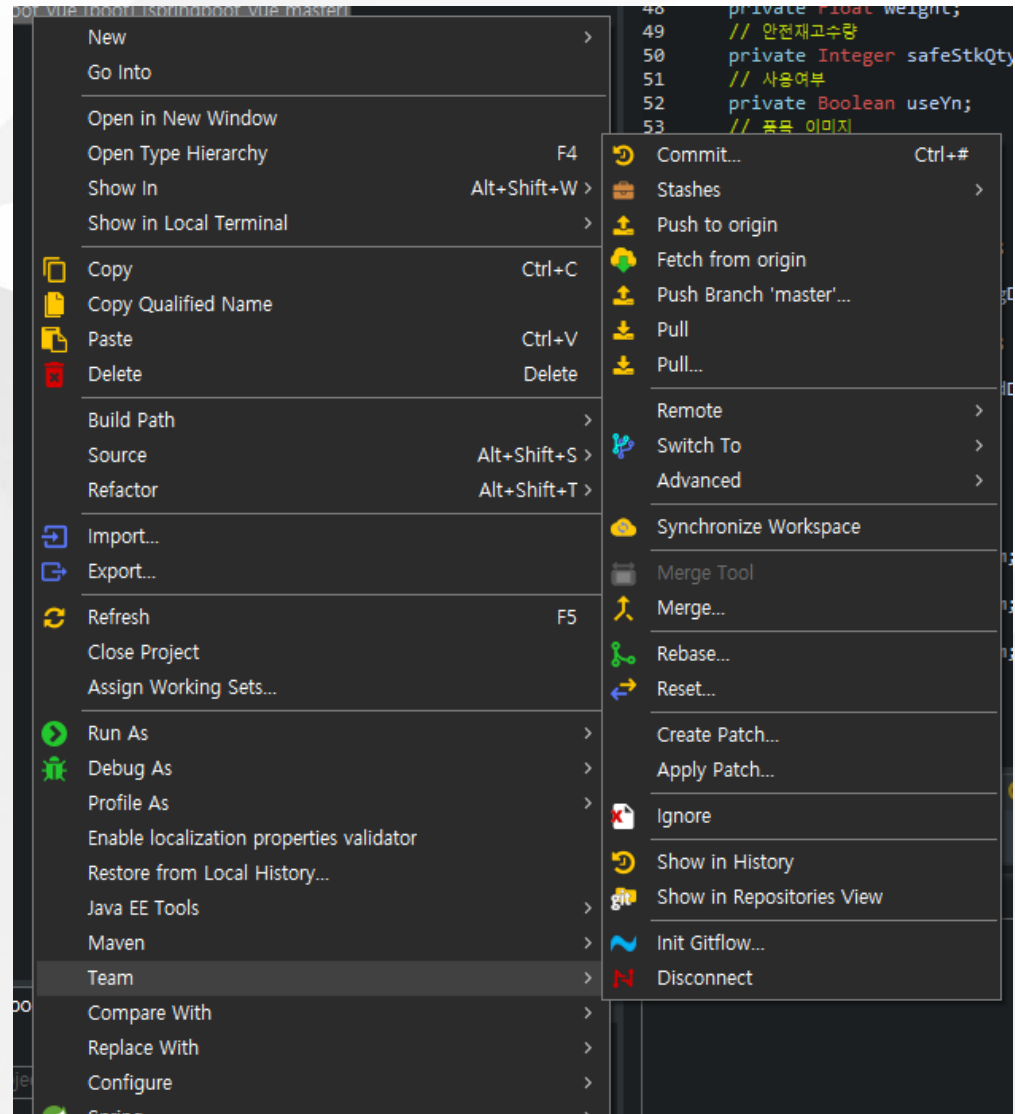 boot_vue [boot] [springboot_vue master]
New
Go Into
Open in New Window
Open Type Hierarchy F4
Show In Alt+Shift+W >
Show in Local Terminal
Copy Ctrl+C
Copy Qualified Name
Paste Ctrl+V
Delete Delete
Build Path
Source Alt+Shift+S >
Refactor Alt+Shift+T >
Import...
Export...
Refresh F5
Close Project
Assign Working Sets...
Run As
Debug As
Profile As
Enable localization properties validator
Restore from Local History...
Java EE Tools
Maven
Team
Compare With
Replace With
Configure
Spring
48 private Float weight;
49 // 안전재고수량
50 private Integer safeStkQty
51 // 사용여부
52 private Boolean useYn;
53 // 품목 이미지
Commit... Ctrl+#
Stashes
Push to origin
Fetch from origin
Push Branch 'master'...
Pull
Pull...
Remote
Switch To
Advanced
Synchronize Workspace
Merge Tool
Merge...
Rebase...
Reset...
Create Patch...
Apply Patch...
Ignore
git
Show in History
Show in Repositories View
Init Gitflow...
Disconnect